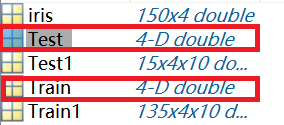 iris 150x4 double
Test 4-D double
Test1 15x4x10 do...
Train 4-D double
Train1 135x4x10 d...